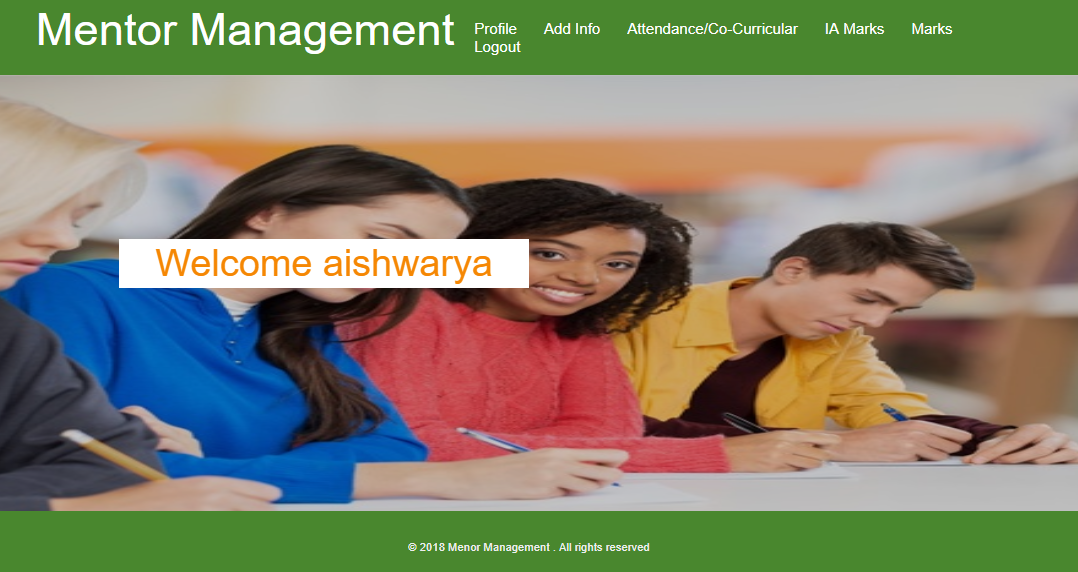 Mentor Management
Profile Add Info Attendance/Co-Curricular IA Marks Marks
Logout
Welcome aishwarya
© 2018 Menor Management . All rights reserved